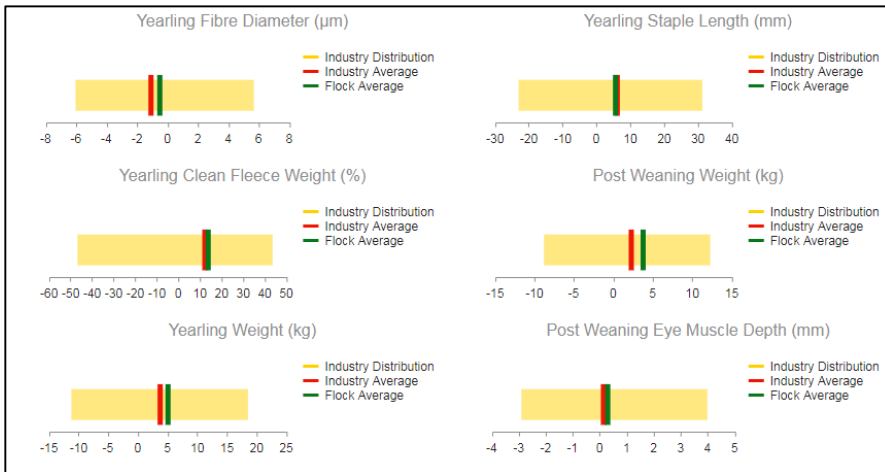 Yearling Fibre Diameter (µm)
Industry Distribution
Industry Average
Flock Average
-8 -6 -4 -2 0 2 4 6 8
Yearling Staple Length (mm)
Industry Distribution
Industry Average
Flock Average
-30 -20 -10 0 10 20 30 40
Yearling Clean Fleece Weight (%)
Industry Distribution
Industry Average
Flock Average
-60 -50 -40 -30 -20 -10 0 10 20 30 40 50
Post Weaning Weight (kg)
Industry Distribution
Industry Average
Flock Average
-15 -10 -5 0 5 10 15
Yearling Weight (kg)
Industry Distribution
Industry Average
Flock Average
-15 -10 -5 0 5 10 15 20 25
Post Weaning Eye Muscle Depth (mm)
Industry Distribution
Industry Average
Flock Average
-4 -3 -2 -1 0 1 2 3 4 5